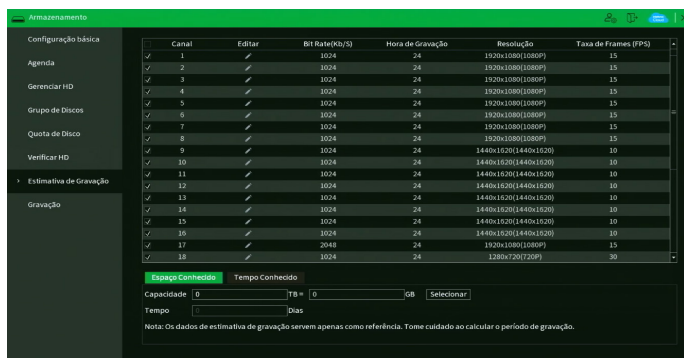 Armazenamento
Configuração básica
Agenda
Gerenciar HD
Grupo de Discos
Quota de Disco
Verificar HD
Estimativa de Gravação
Gravação
Canal Editar Bit Rate(Kb/S) Hora de Gravação Resolução Taxa de Frames (FPS)
1 1024 24 1920x1080(1080P) 15
2 1024 24 1920x1080(1080P) 15
3 1024 24 1920x1080(1080P) 15
4 1024 24 1920x1080(1080P) 15
5 1024 24 1920x1080(1080P) 15
6 1024 24 1920x1080(1080P) 15
7 1024 24 1920x1080(1080P) 15
8 1024 24 1920x1080(1080P) 15
9 1024 24 1440x1620(1440x1620) 10
10 1024 24 1440x1620(1440x1620) 10
11 1024 24 1440x1620(1440x1620) 10
12 1024 24 1440x1620(1440x1620) 10
13 1024 24 1440x1620(1440x1620) 10
14 1024 24 1440x1620(1440x1620) 10
15 1024 24 1440x1620(1440x1620) 10
16 1024 24 1440x1620(1440x1620) 10
17 2048 24 1920x1080(1080P) 15
18 1024 24 1280x720(720P) 30
Espaço Conhecido Tempo Conhecido
Capacidade 0 TB = 0 GB Selecionar
Tempo 0 Dias
Nota: Os dados de estimativa de gravação servem apenas como referência. Tome cuidado ao calcular o período de gravação.